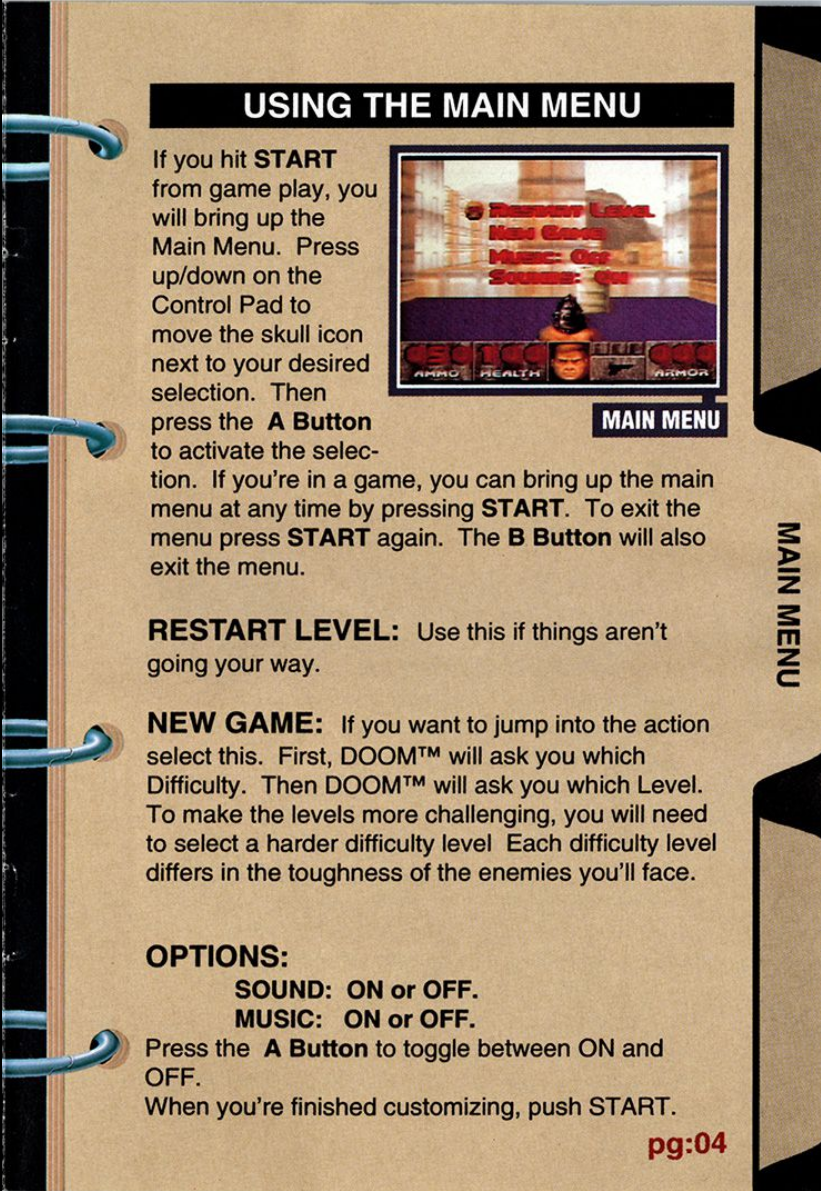 USING THE MAIN MENU
If you hit START
from game play, you
will bring up the
Main Menu. Press
up/down on the
Control Pad to
move the skull icon
next to your desired
selection. Then
press the A Button
to activate the selec-
tion. If you're in a game, you can bring up the main
menu at any time by pressing START. To exit the
menu press START again. The B Button will also
exit the menu.
RESTART LEVEL
NEW GAME
MUSIC: OFF
SOUNDS: ON
AMMO
HEALTH
ARMOR
MAIN MENU
RESTART LEVEL: Use this if things aren't
going your way.
NEW GAME: If you want to jump into the action
select this. First, DOOM™ will ask you which
Difficulty. Then DOOM™ will ask you which Level.
To make the levels more challenging, you will need
to select a harder difficulty level Each difficulty level
differs in the toughness of the enemies you'll face.
OPTIONS:
SOUND: ON or OFF.
MUSIC: ON or OFF.
Press the A Button to toggle between ON and
OFF.
When you're finished customizing, push START.
pg:04
MAIN MENU